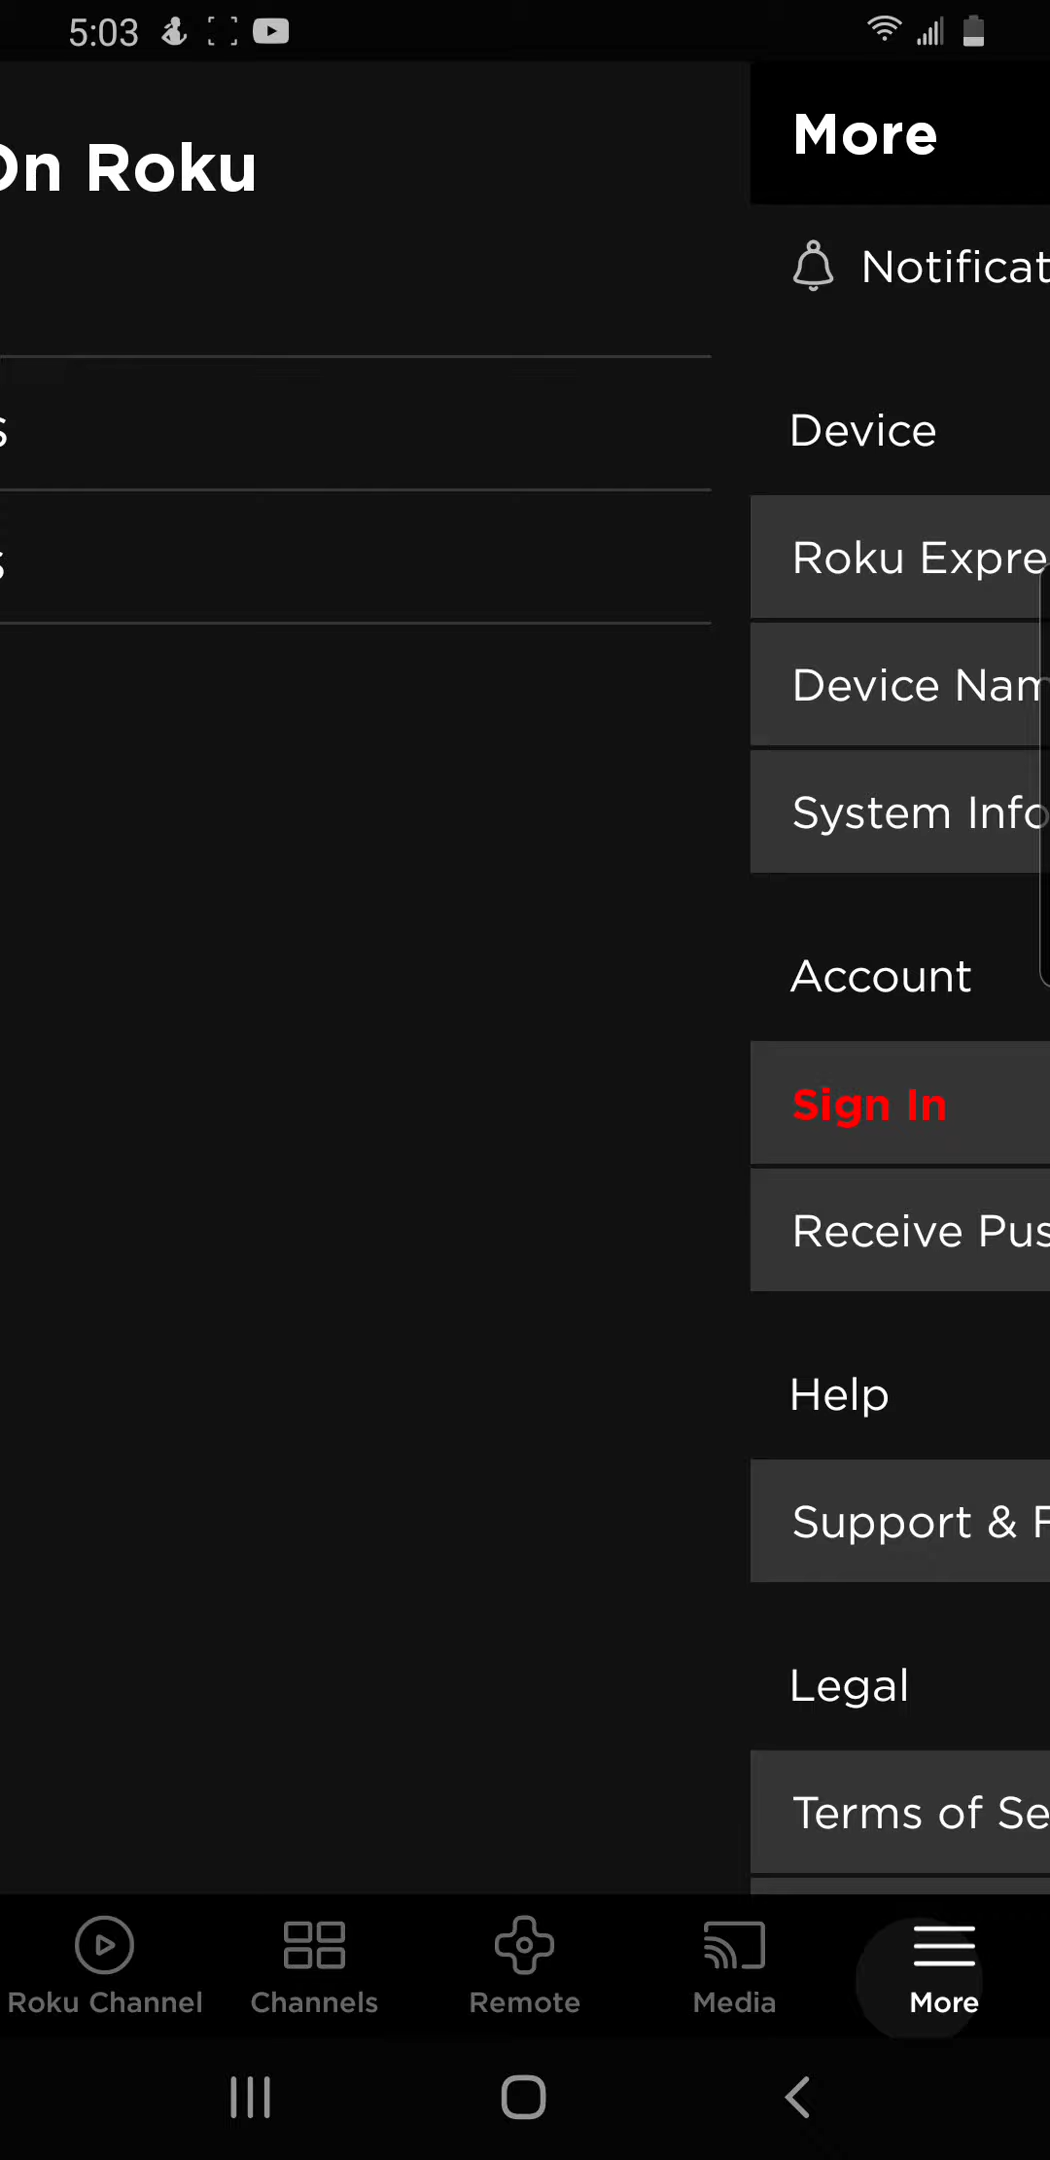 5:03
On Roku
s
s
More
Notificat
Device
Roku Expre
Device Nam
System Info
Account
Sign In
Receive Pus
Help
Support & F
Legal
Terms of Se
Roku Channel
Channels
Remote
Media
More